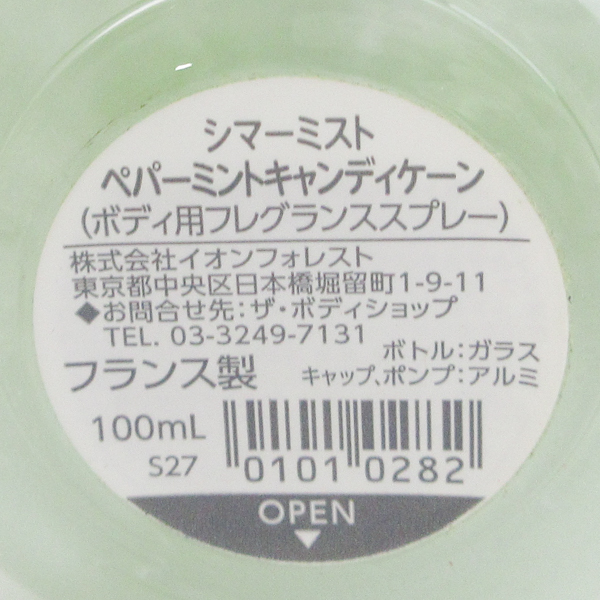 シマーミスト
ペパーミントキャンディケーン
(ボディ用フレグランススプレー)
株式会社イオンフォレスト
東京都中央区日本橋堀留町1-9-11
◆お問合せ先:ザ・ボディショップ
TEL. 03-3249-7131
ボトル:ガラス
フランス製
キャップ、ポンプ:アルミ
100mL
S27
0101 0282
OPEN